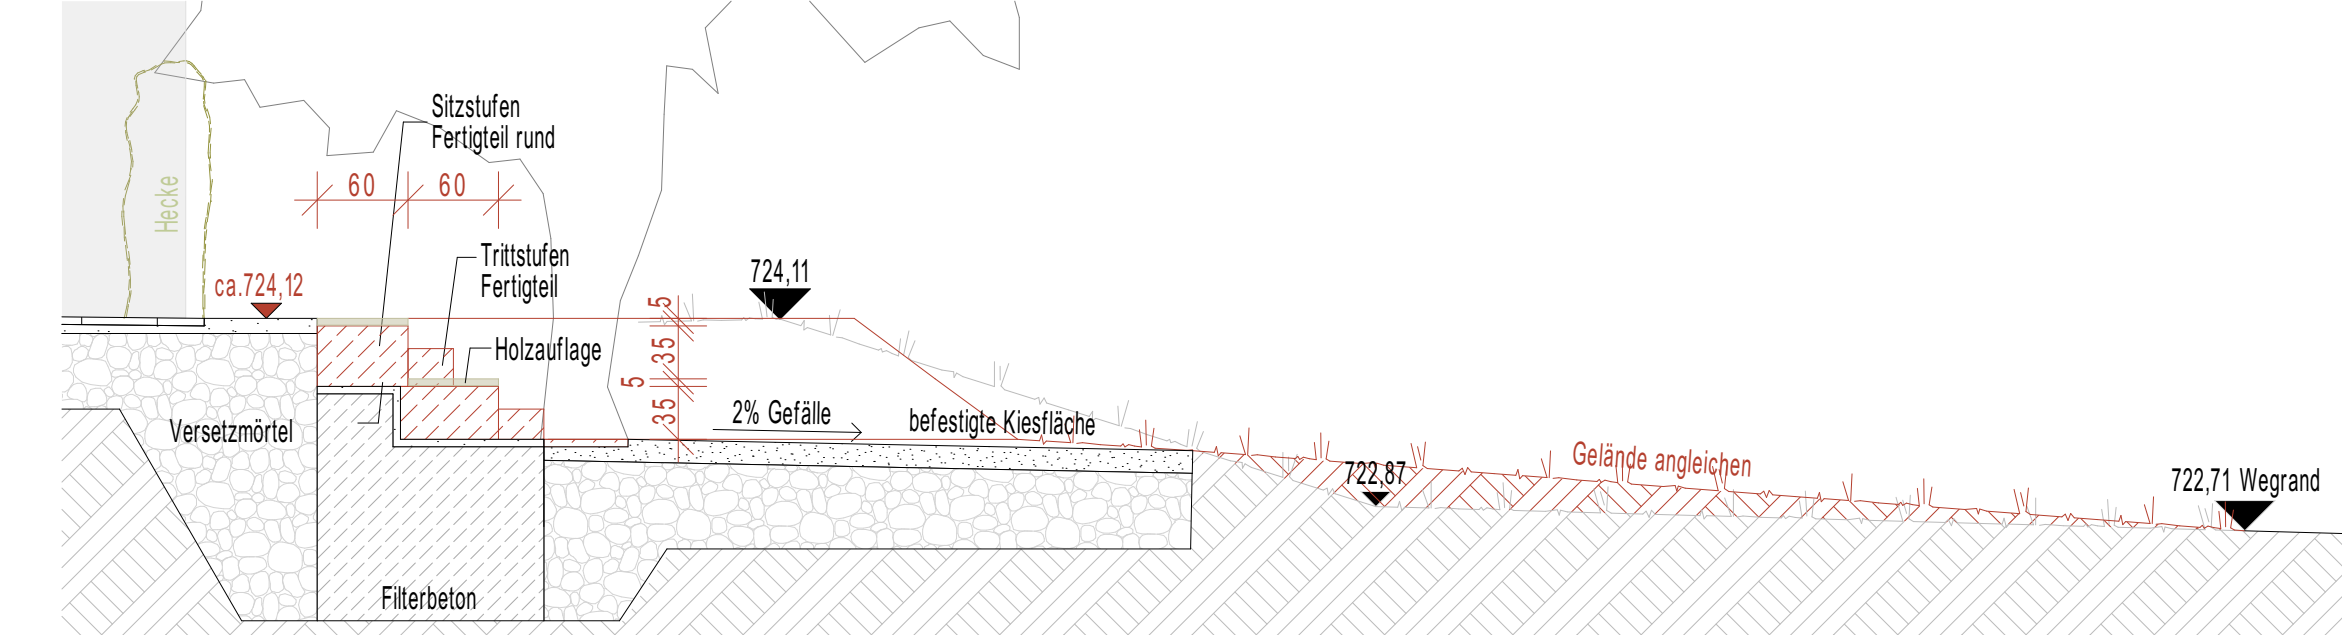 Sitzstufen
Fertigteil rund
Hecke
60
60
Trittstufen
Fertigteil
ca.724,12
724,11
5
35
5
35
Holzauflage
2% Gefälle
befestigte Kiesfläche
Versetzmörtel
Gelände angleichen
722,87
722,71 Wegrand
Filterbeton